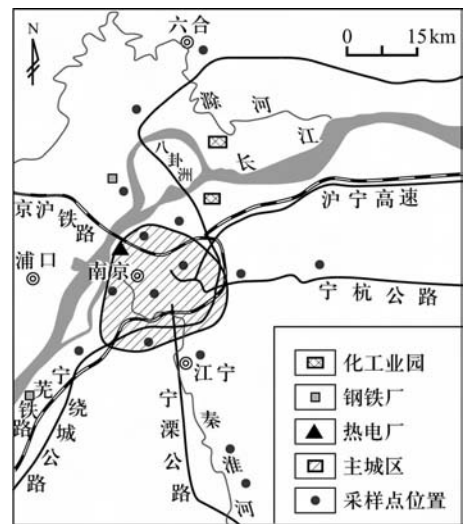 N
六合
0 15 km
滁河
长江
八卦洲
京沪铁路
沪宁高速
浦口
南京
宁杭公路
江宁
宁芜铁路
绕城公路
宁溧公路
秦淮河
化工业园
钢铁厂
热电厂
主城区
采样点位置